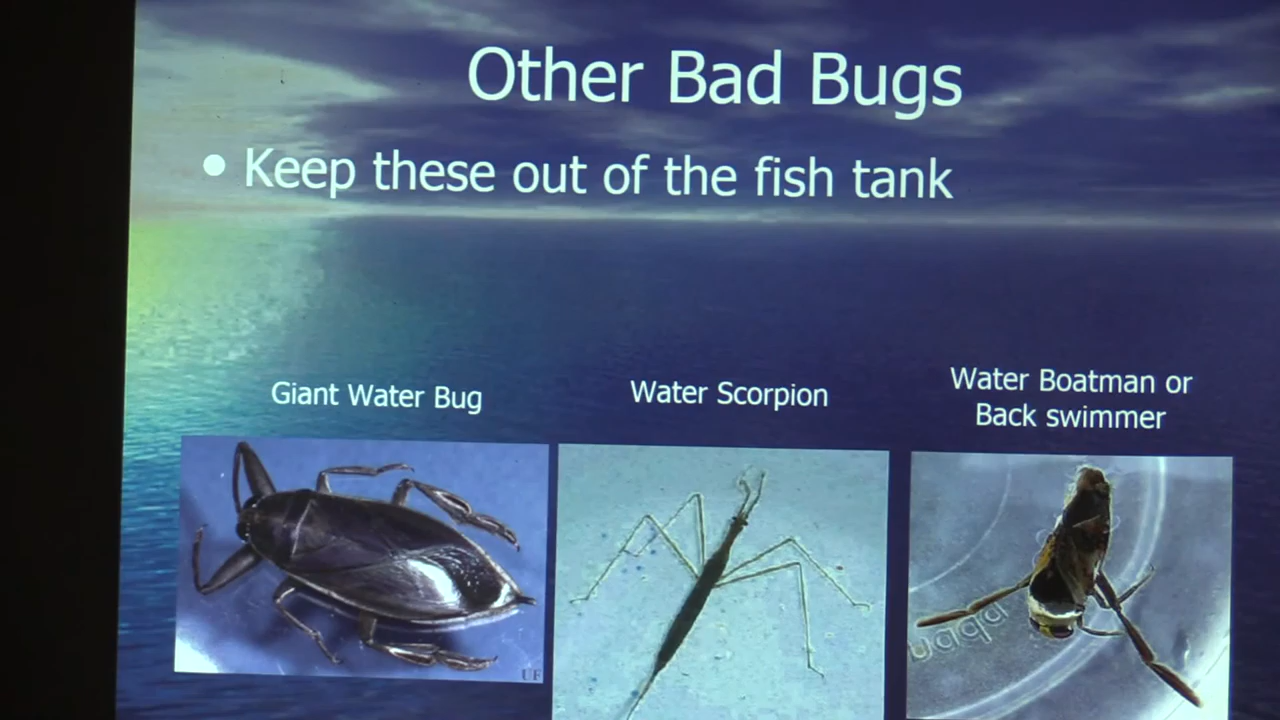 Other Bad Bugs
• Keep these out of the fish tank
Giant Water Bug
Water Scorpion
Water Boatman or
Back swimmer
UF